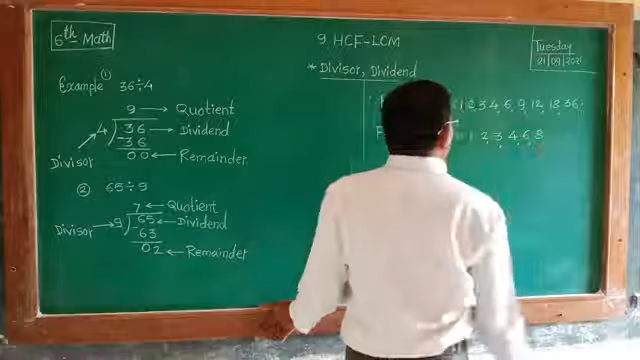 6th Math
Example ① 36÷4
9 → Quotient
4 36 → Dividend
36
Divisor
00 ← Remainder
② 65÷9
7 ← Quotient
Divisor → 9 65 ← Dividend
-63
02 ← Remainder
9. HCF-LCM
* Divisor, Dividend
1, 2, 3, 4, 6, 9, 12, 18, 36
F
1 2, 3, 4, 6, 8
Tuesday
21/09/2021